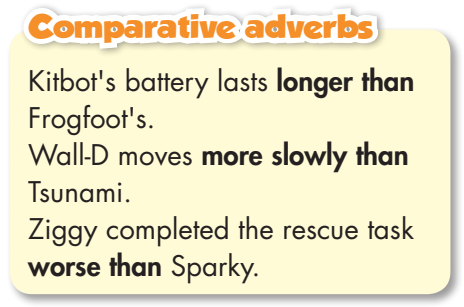 Comparative adverbs
Kitbot's battery lasts longer than
Frogfoot's.
Wall-D moves more slowly than
Tsunami.
Ziggy completed the rescue task
worse than Sparky.